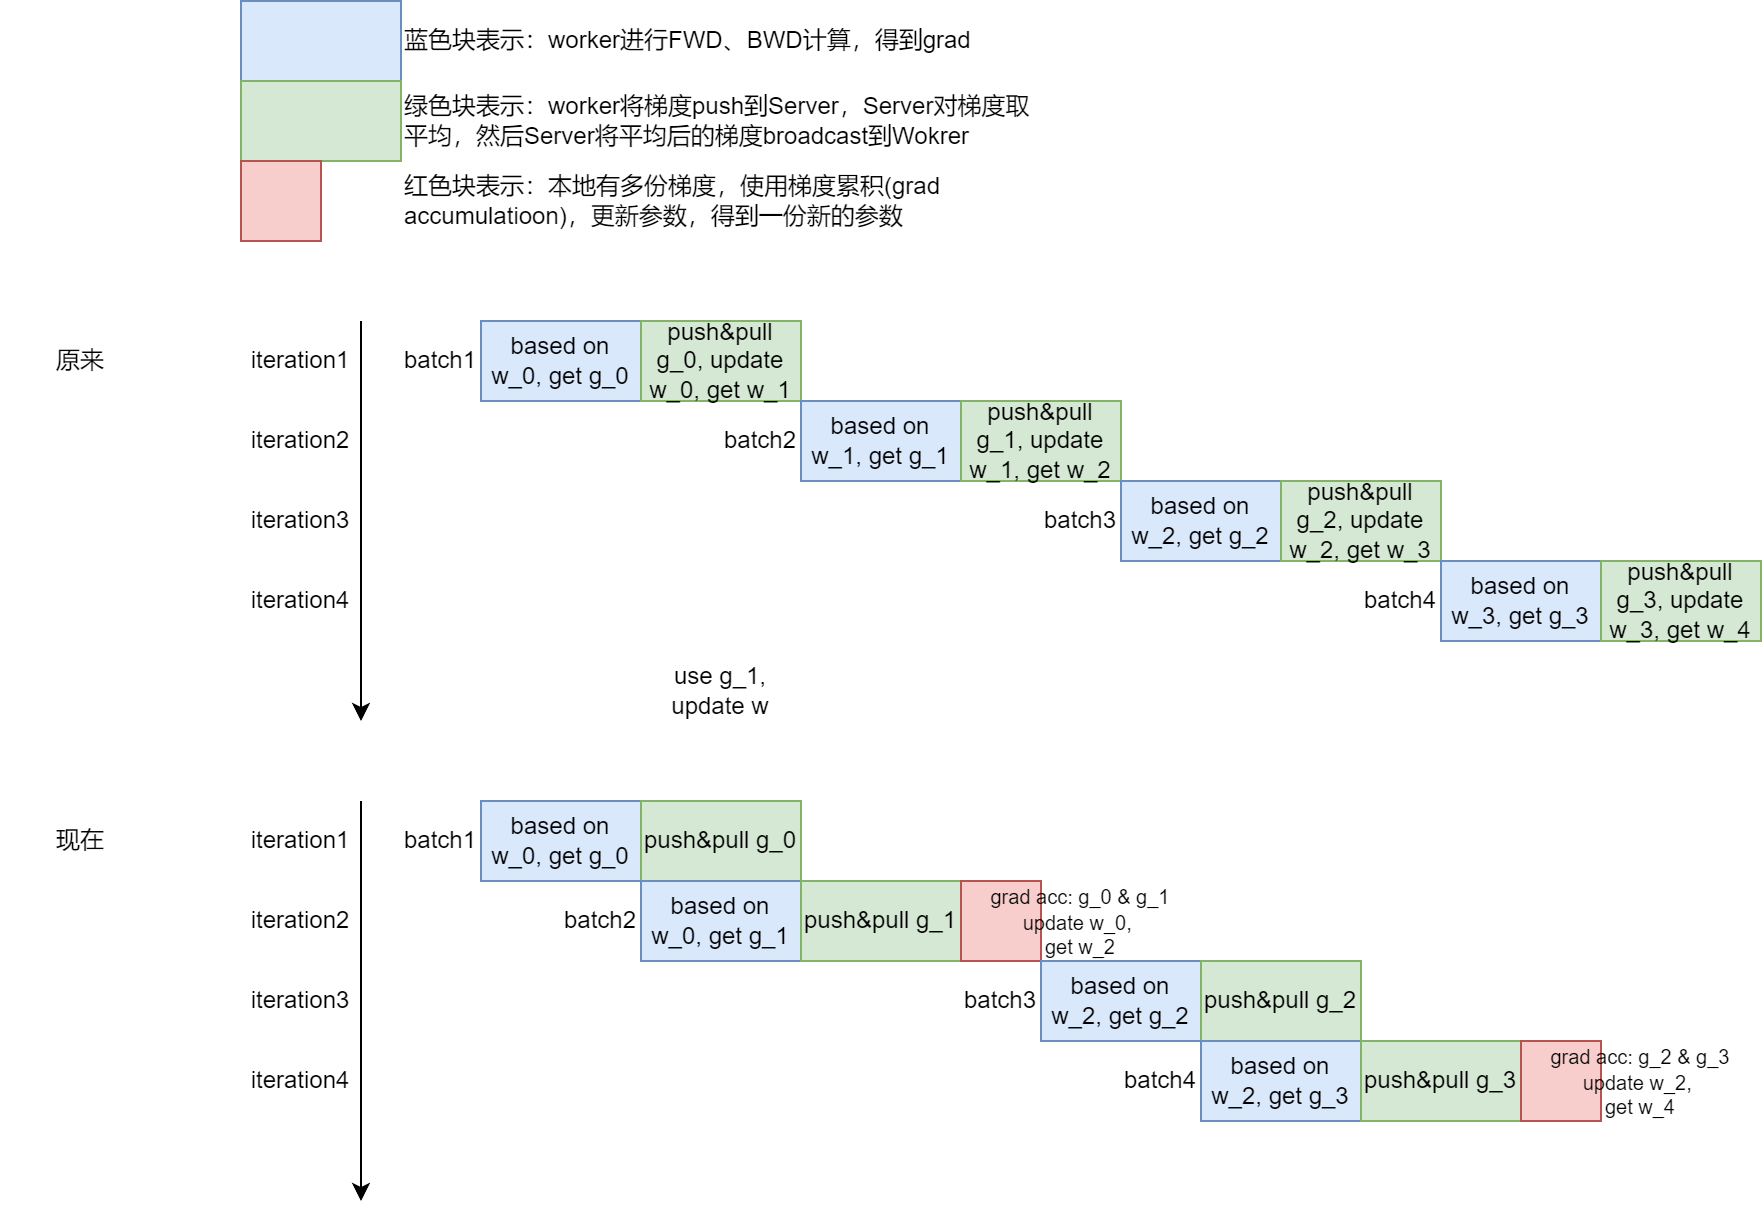 蓝色块表示：worker进行FWD、BWD计算，得到grad
绿色块表示：worker将梯度push到Server，Server对梯度取
平均，然后Server将平均后的梯度broadcast到Wokrer
红色块表示：本地有多份梯度，使用梯度累积(grad
accumulatioon)，更新参数，得到一份新的参数
原来
iteration1
batch1
based on
w_0, get g_0
push&pull
g_0, update
w_0, get w_1
iteration2
batch2
based on
w_1, get g_1
push&pull
g_1, update
w_1, get w_2
iteration3
batch3
based on
w_2, get g_2
push&pull
g_2, update
w_2, get w_3
iteration4
batch4
based on
w_3, get g_3
push&pull
g_3, update
w_3, get w_4
use g_1,
update w
现在
iteration1
batch1
based on
w_0, get g_0
push&pull g_0
iteration2
batch2
based on
w_0, get g_1
push&pull g_1
grad acc: g_0 & g_1
update w_0,
get w_2
iteration3
batch3
based on
w_2, get g_2
push&pull g_2
iteration4
batch4
based on
w_2, get g_3
push&pull g_3
grad acc: g_2 & g_3
update w_2,
get w_4